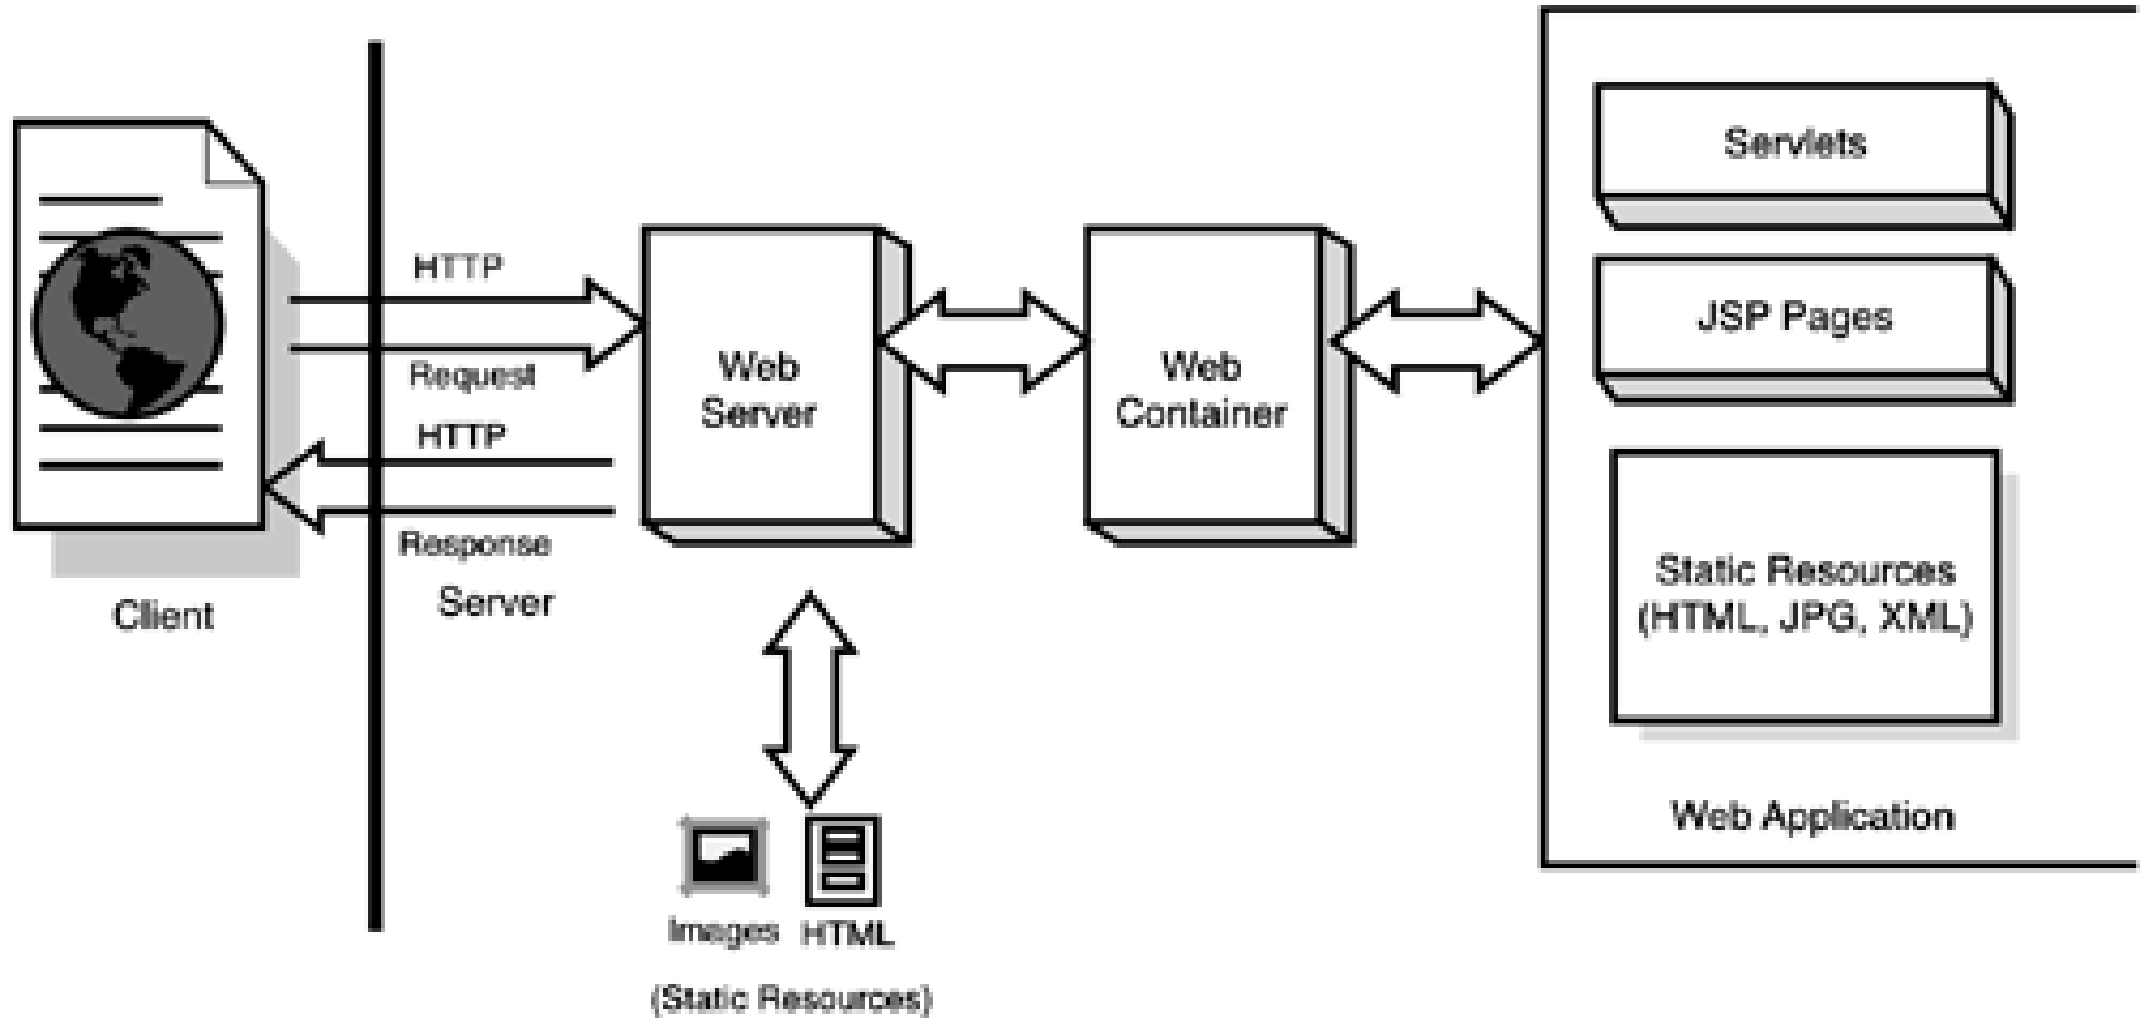 HTTP
Request
HTTP
Response
Server
Client
Web
Server
Web
Container
Servlets
JSP Pages
Static Resources
(HTML, JPG, XML)
Web Application
Images HTML
(Static Resources)